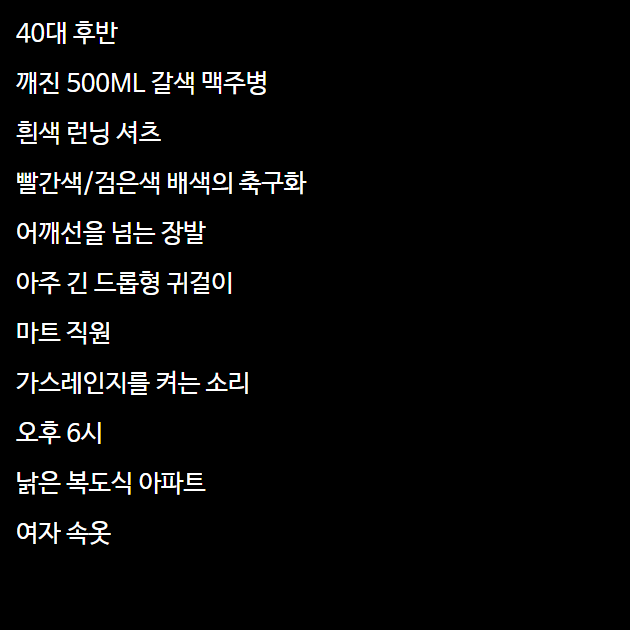 40대 후반
깨진 500ML 갈색 맥주병
흰색 런닝 셔츠
빨간색/검은색 배색의 축구화
어깨선을 넘는 장발
아주 긴 드롭형 귀걸이
마트 직원
가스레인지를 켜는 소리
오후 6시
낡은 복도식 아파트
여자 속옷